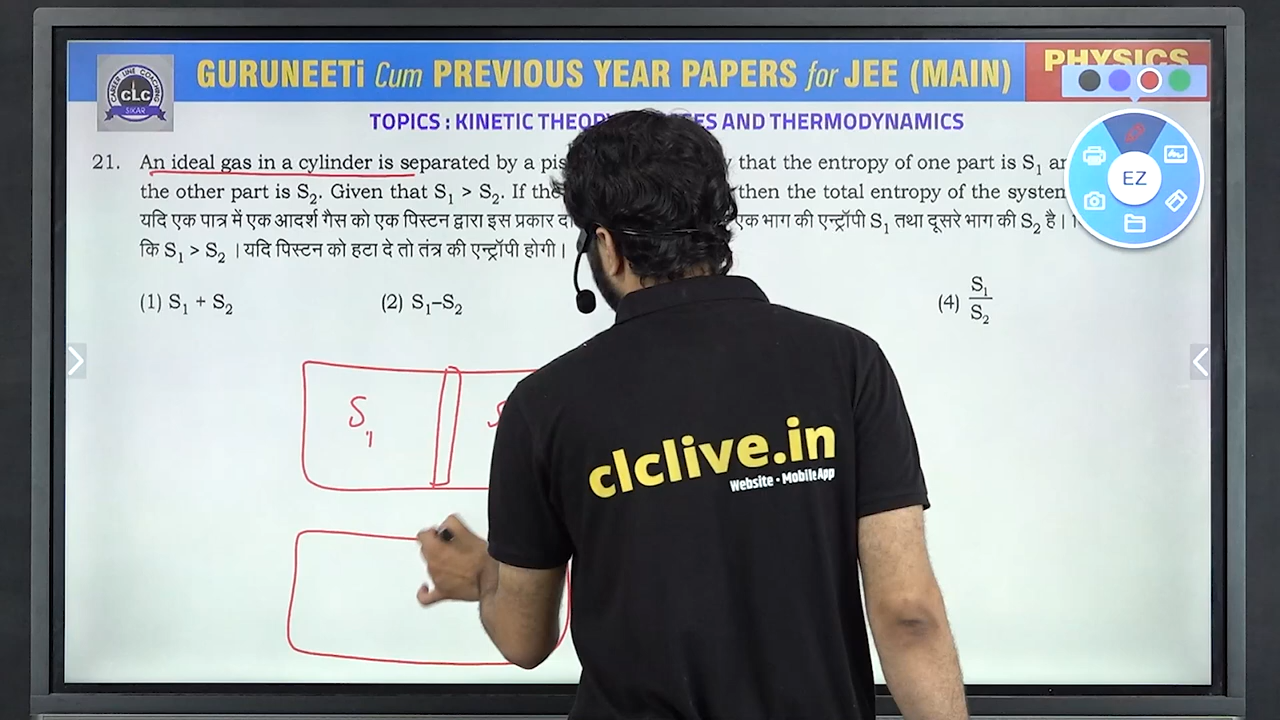 GURUNEETi Cum PREVIOUS YEAR PAPERS for JEE (MAIN)
PHYSICS
CLC
SIKAR
TOPICS : KINETIC AND THERMODYNAMICS
EZ
21. An ideal gas in a cylinder is separated by a that the entropy of one part is S₁
the other part is S₂. Given that S₁ > S₂. If the then the total entropy of the system
यदि एक पात्र में एक आदर्श गैस को एक पिस्टन द्वारा इस प्रकार एक भाग की एन्ट्रॉपी S₁ तथा दूसरे भाग की S₂ है।
कि S₁ > S₂ । यदि पिस्टन को हटा दे तो तंत्र की एन्ट्रॉपी होगी।
(1) S₁ + S₂ (2) S₁–S₂ (4) S₁/S₂
S₁
clclive.in
Website • Mobile App